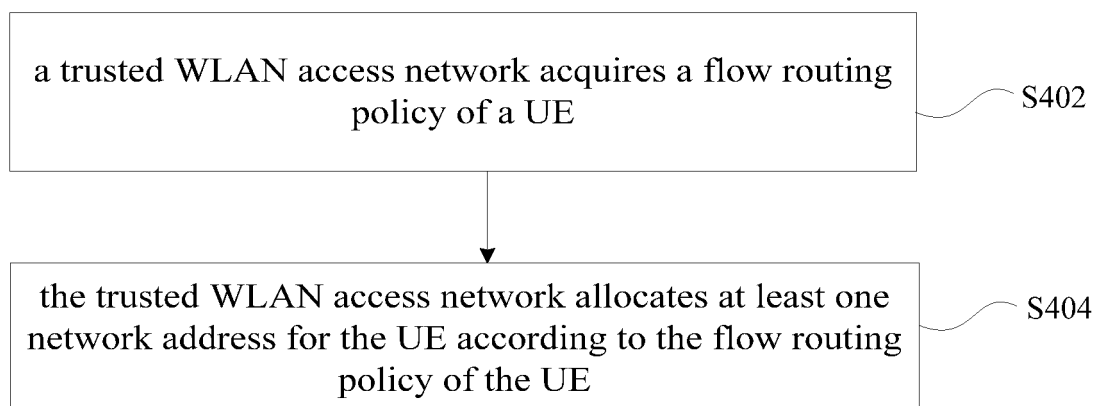 a trusted WLAN access network acquires a flow routing
policy of a UE
S402
the trusted WLAN access network allocates at least one
network address for the UE according to the flow routing
policy of the UE
S404